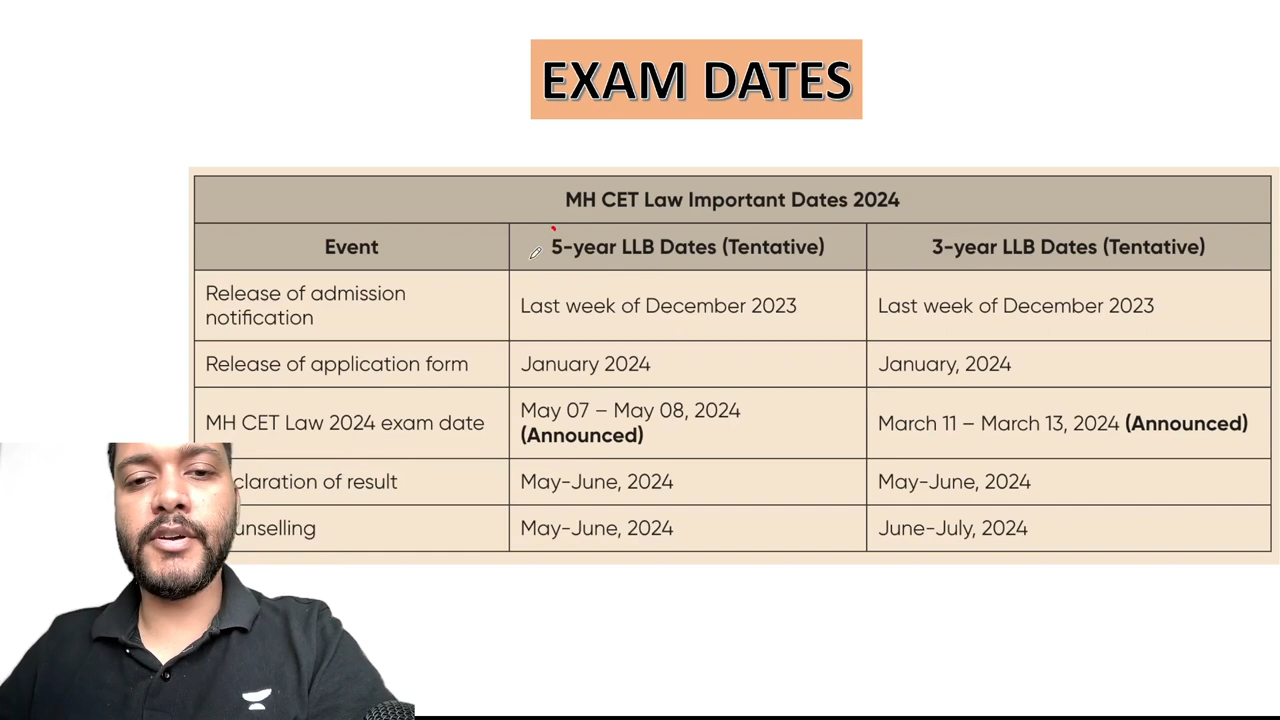 EXAM DATES
MH CET Law Important Dates 2024
Event
5-year LLB Dates (Tentative)
3-year LLB Dates (Tentative)
Release of admission
notification
Last week of December 2023
Last week of December 2023
Release of application form
January 2024
January, 2024
MH CET Law 2024 exam date
May 07 – May 08, 2024
(Announced)
March 11 – March 13, 2024 (Announced)
of result
May-June, 2024
May-June, 2024
May-June, 2024
June-July, 2024